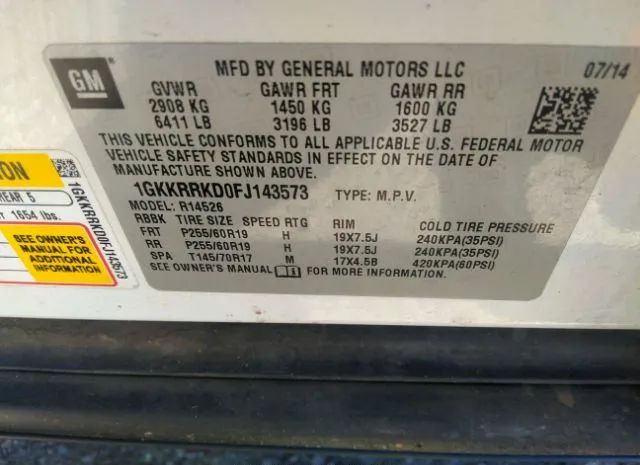 GM
MFD BY GENERAL MOTORS LLC 07/14
GVWR GAWR FRT GAWR RR
2908 KG 1450 KG 1600 KG
6411 LB 3196 LB 3527 LB
THIS VEHICLE CONFORMS TO ALL APPLICABLE U.S. FEDERAL MOTOR
VEHICLE SAFETY STANDARDS IN EFFECT ON THE DATE OF
MANUFACTURE SHOWN ABOVE.
1GKKRRKD0FJ143573 TYPE: M.P.V.
MODEL: R14526
RBBK TIRE SIZE SPEED RTG RIM COLD TIRE PRESSURE
FRT P255/60R19 H 19X7.5J 240KPA(35PSI)
RR P255/60R19 H 19X7.5J 240KPA(35PSI)
SPA T145/70R17 M 17X4.5B 420KPA(60PSI)
SEE OWNER'S MANUAL FOR MORE INFORMATION.
REAR 5
1654 lbs.
SEE OWNER'S
MANUAL FOR
ADDITIONAL
INFORMATION
1GKKRRKD0FJ143573